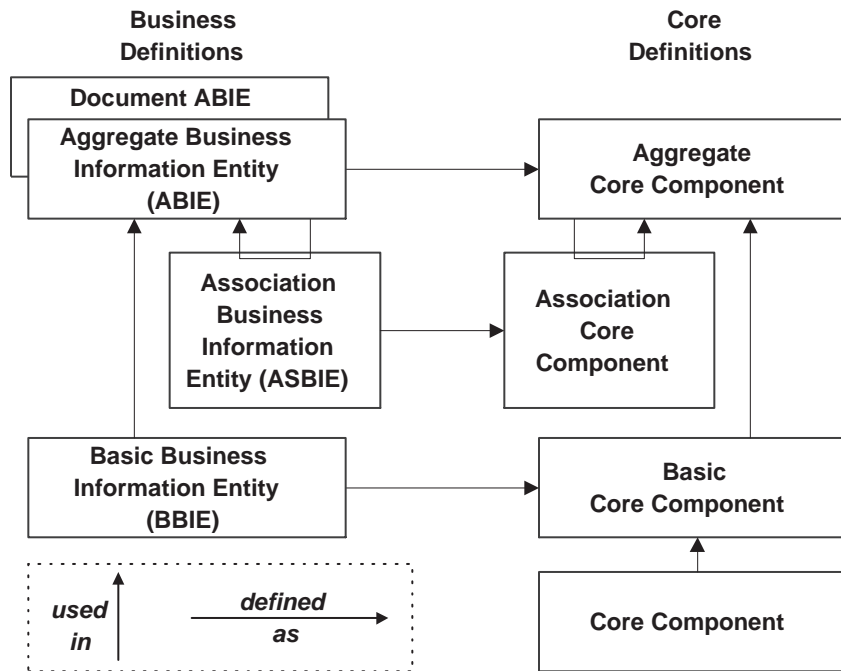 Business
Definitions
Core
Definitions
Document ABIE
Aggregate Business
Information Entity
(ABIE)
Aggregate
Core Component
Association
Business
Information
Entity (ASBIE)
Association
Core
Component
Basic Business
Information Entity
(BBIE)
Basic
Core Component
used
in
defined
as
Core Component